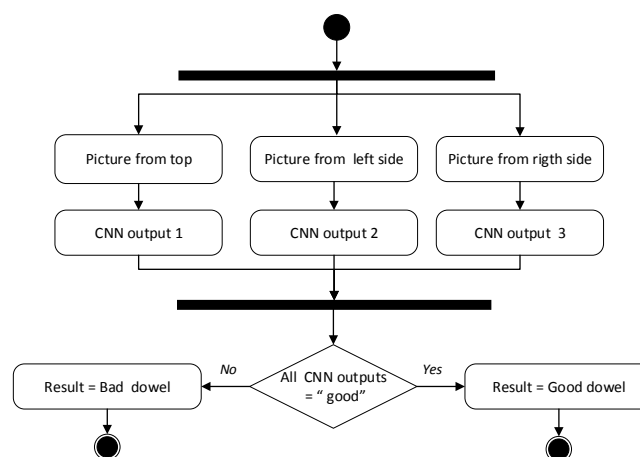 Picture from top
Picture from left side
Picture from rigth side
CNN output 1
CNN output 2
CNN output 3
No
All CNN outputs
= “ good”
Yes
Result = Bad dowel
Result = Good dowel